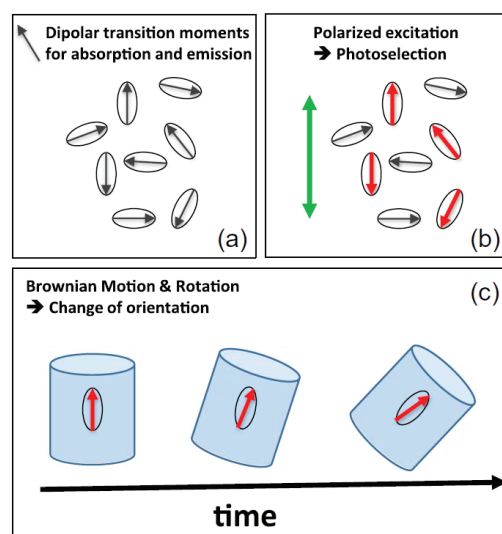 Dipolar transition moments
for absorption and emission
(a)
Polarized excitation
➔ Photoselection
(b)
Brownian Motion & Rotation
➔ Change of orientation
(c)
time